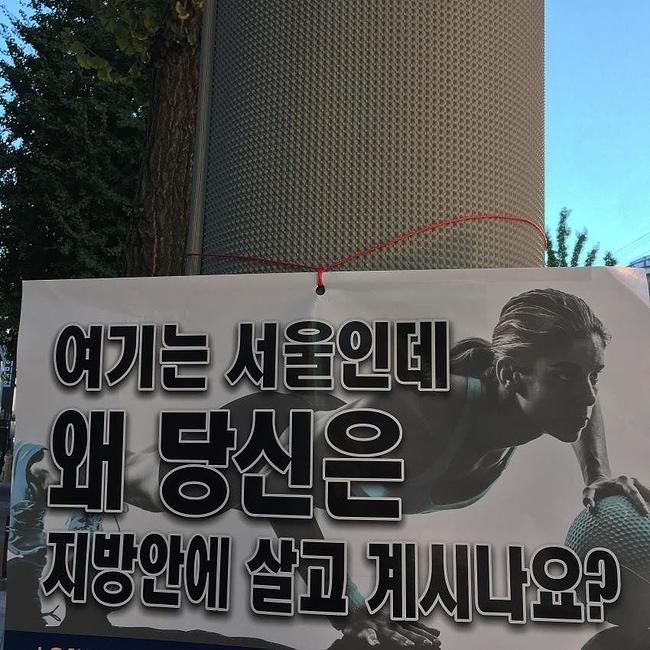 여기는 서울인데
왜 당신은
지방안에 살고 계시나요?